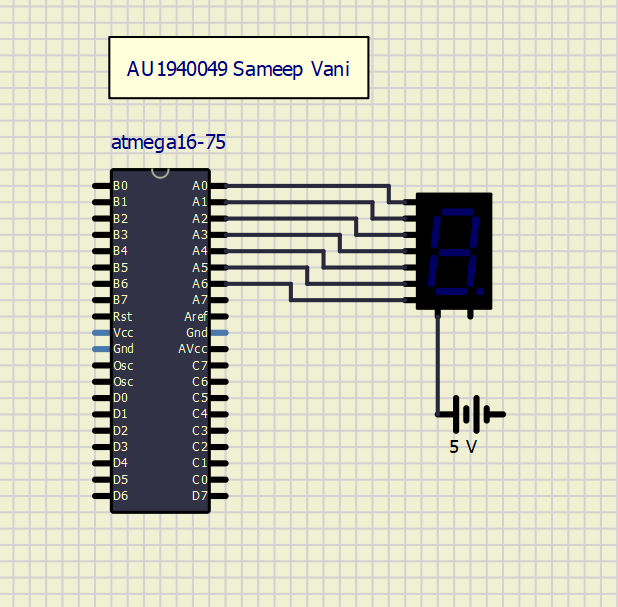 AU1940049 Sameep Vani
atmega16-75
B0 A0
B1 A1
B2 A2
B3 A3
B4 A4
B5 A5
B6 A6
B7 A7
Rst Aref
Vcc Gnd
Gnd AVcc
Osc C7
Osc C6
D0 C5
D1 C4
D2 C3
D3 C2
D4 C1
D5 C0
D6 D7
5 V